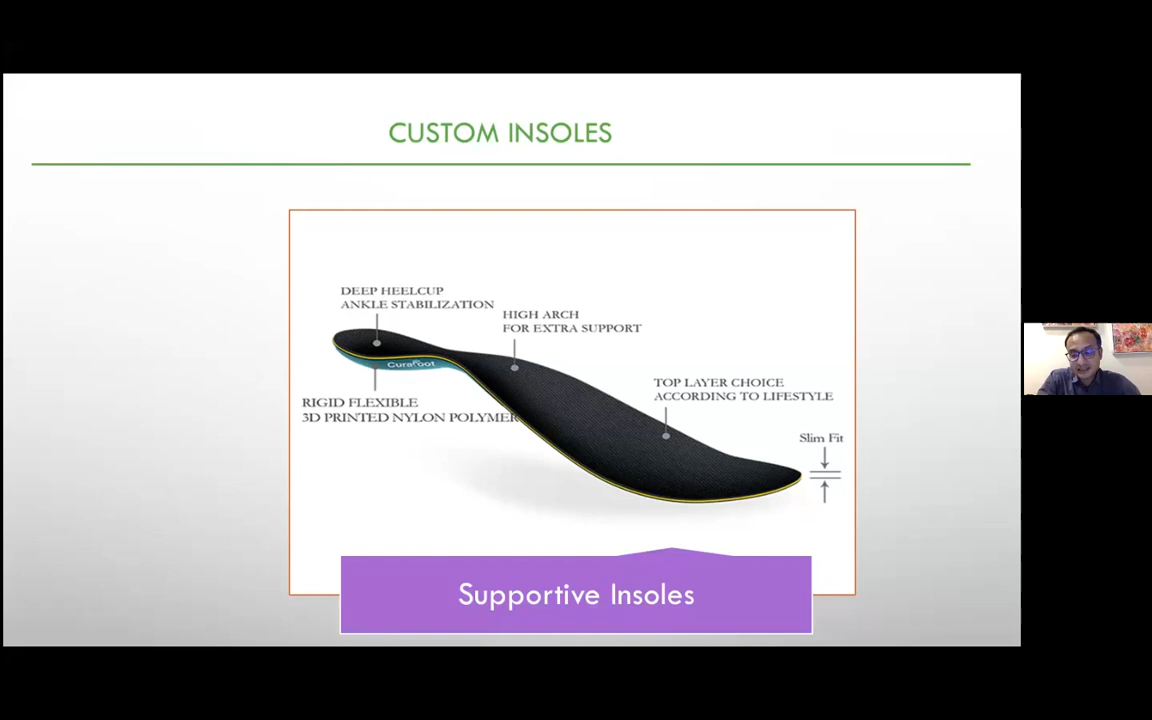 CUSTOM INSOLES
DEEP HEELCUP
ANKLE STABILIZATION
HIGH ARCH
FOR EXTRA SUPPORT
Curafoot
RIGID FLEXIBLE
3D PRINTED NYLON POLYMER
TOP LAYER CHOICE
ACCORDING TO LIFESTYLE
Slim Fit
Supportive Insoles